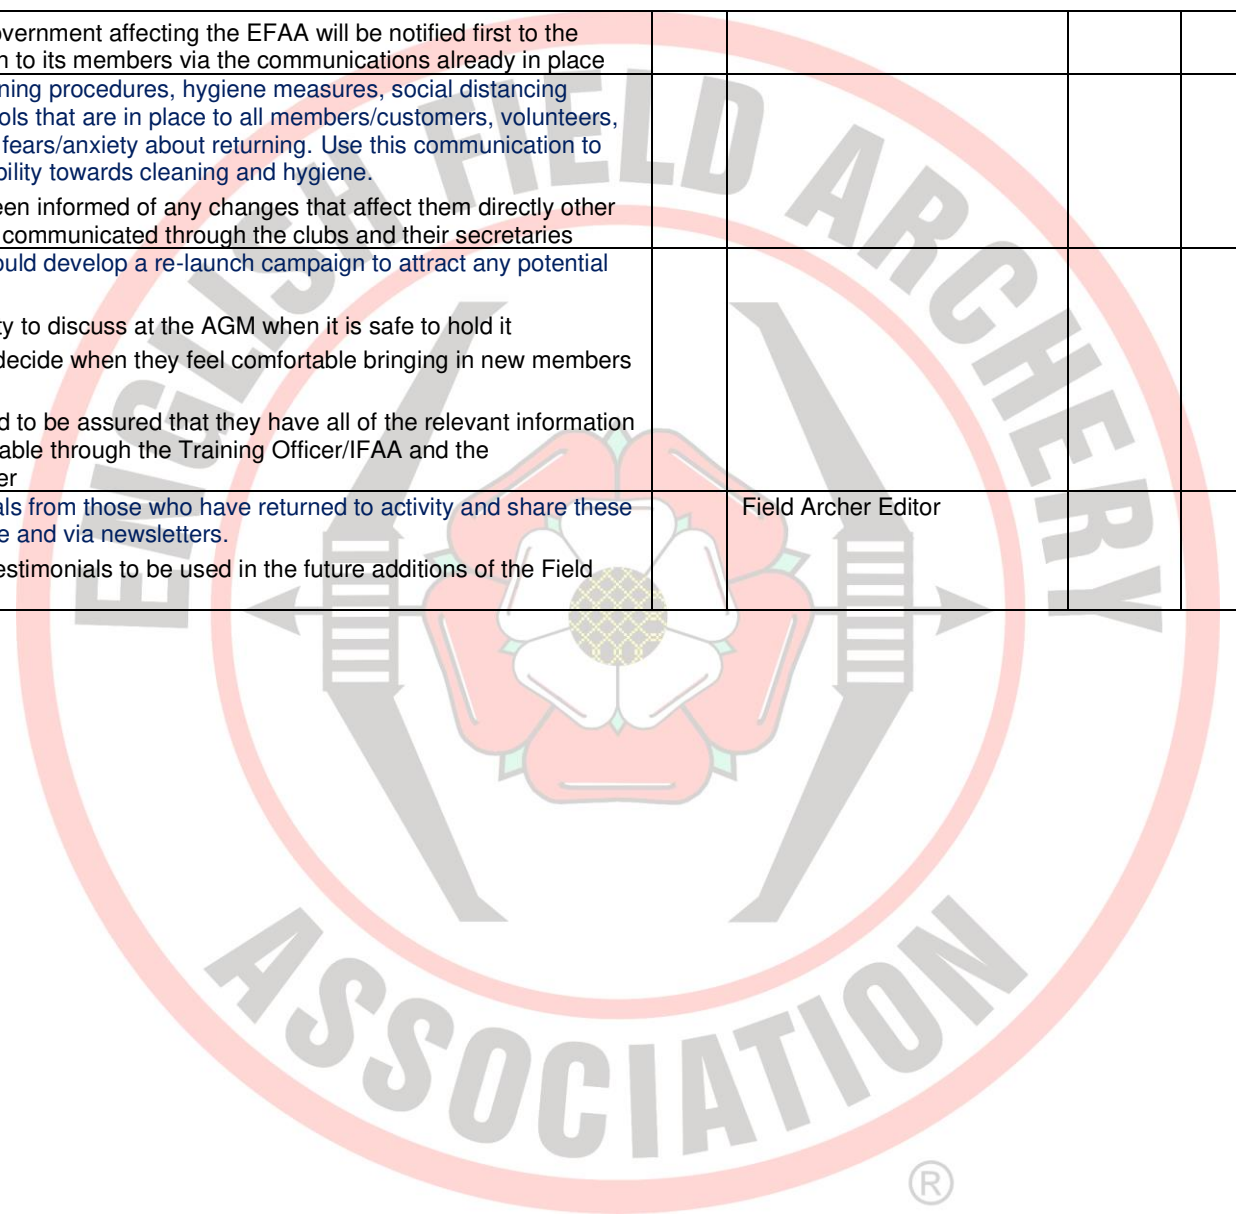 vernment affecting the EFAA will be notified first to the
n to its members via the communications already in place
ning procedures, hygiene measures, social distancing
ols that are in place to all members/customers, volunteers,
fears/anxiety about returning. Use this communication to
bility towards cleaning and hygiene.
een informed of any changes that affect them directly other
communicated through the clubs and their secretaries
ould develop a re-launch campaign to attract any potential
ty to discuss at the AGM when it is safe to hold it
decide when they feel comfortable bringing in new members
d to be assured that they have all of the relevant information
able through the Training Officer/IFAA and the
er
als from those who have returned to activity and share these
e and via newsletters.
Field Archer Editor
estimonials to be used in the future additions of the Field
ENGLISH FIELD ARCHERY
ASSOCIATION
®